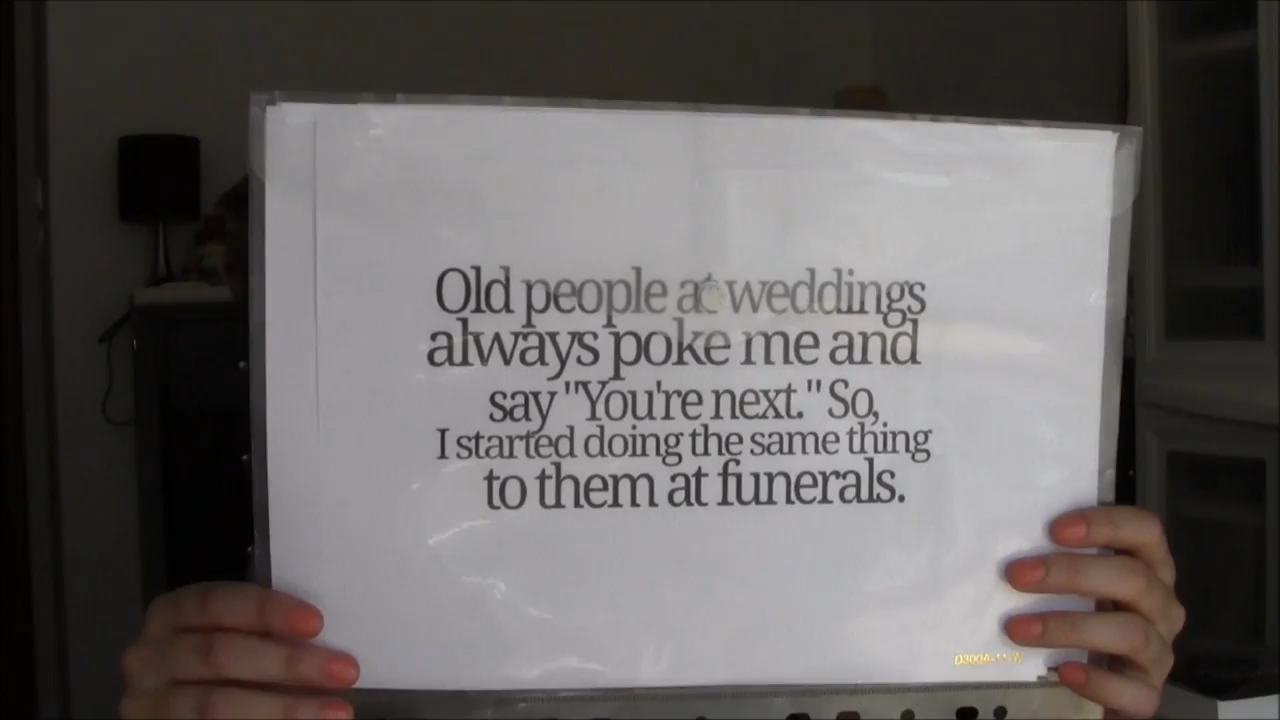 Old people at weddings
always poke me and
say "You're next." So,
I started doing the same thing
to them at funerals.